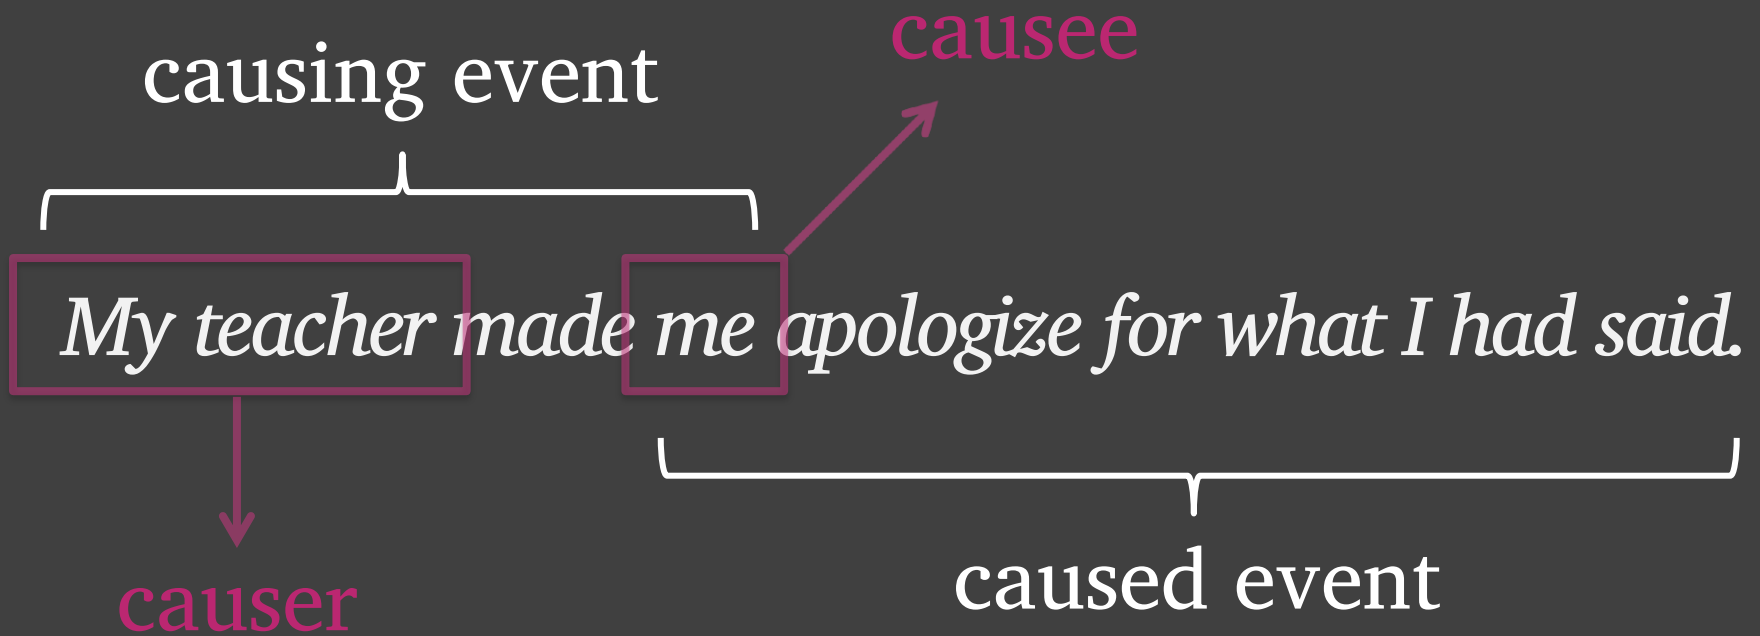 causee
causing event
My teacher made me apologize for what I had said.
caused event
causer